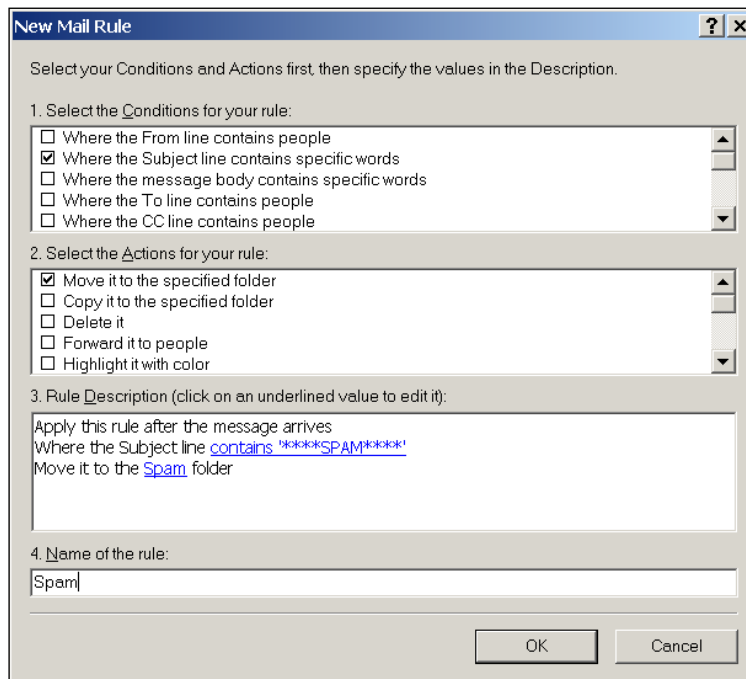 New Mail Rule
Select your Conditions and Actions first, then specify the values in the Description.
1. Select the Conditions for your rule:
Where the From line contains people
Where the Subject line contains specific words
Where the message body contains specific words
Where the To line contains people
Where the CC line contains people
2. Select the Actions for your rule:
Move it to the specified folder
Copy it to the specified folder
Delete it
Forward it to people
Highlight it with color
3. Rule Description (click on an underlined value to edit it):
Apply this rule after the message arrives
Where the Subject line contains '****SPAM****'
Move it to the Spam folder
4. Name of the rule:
Spam
OK Cancel